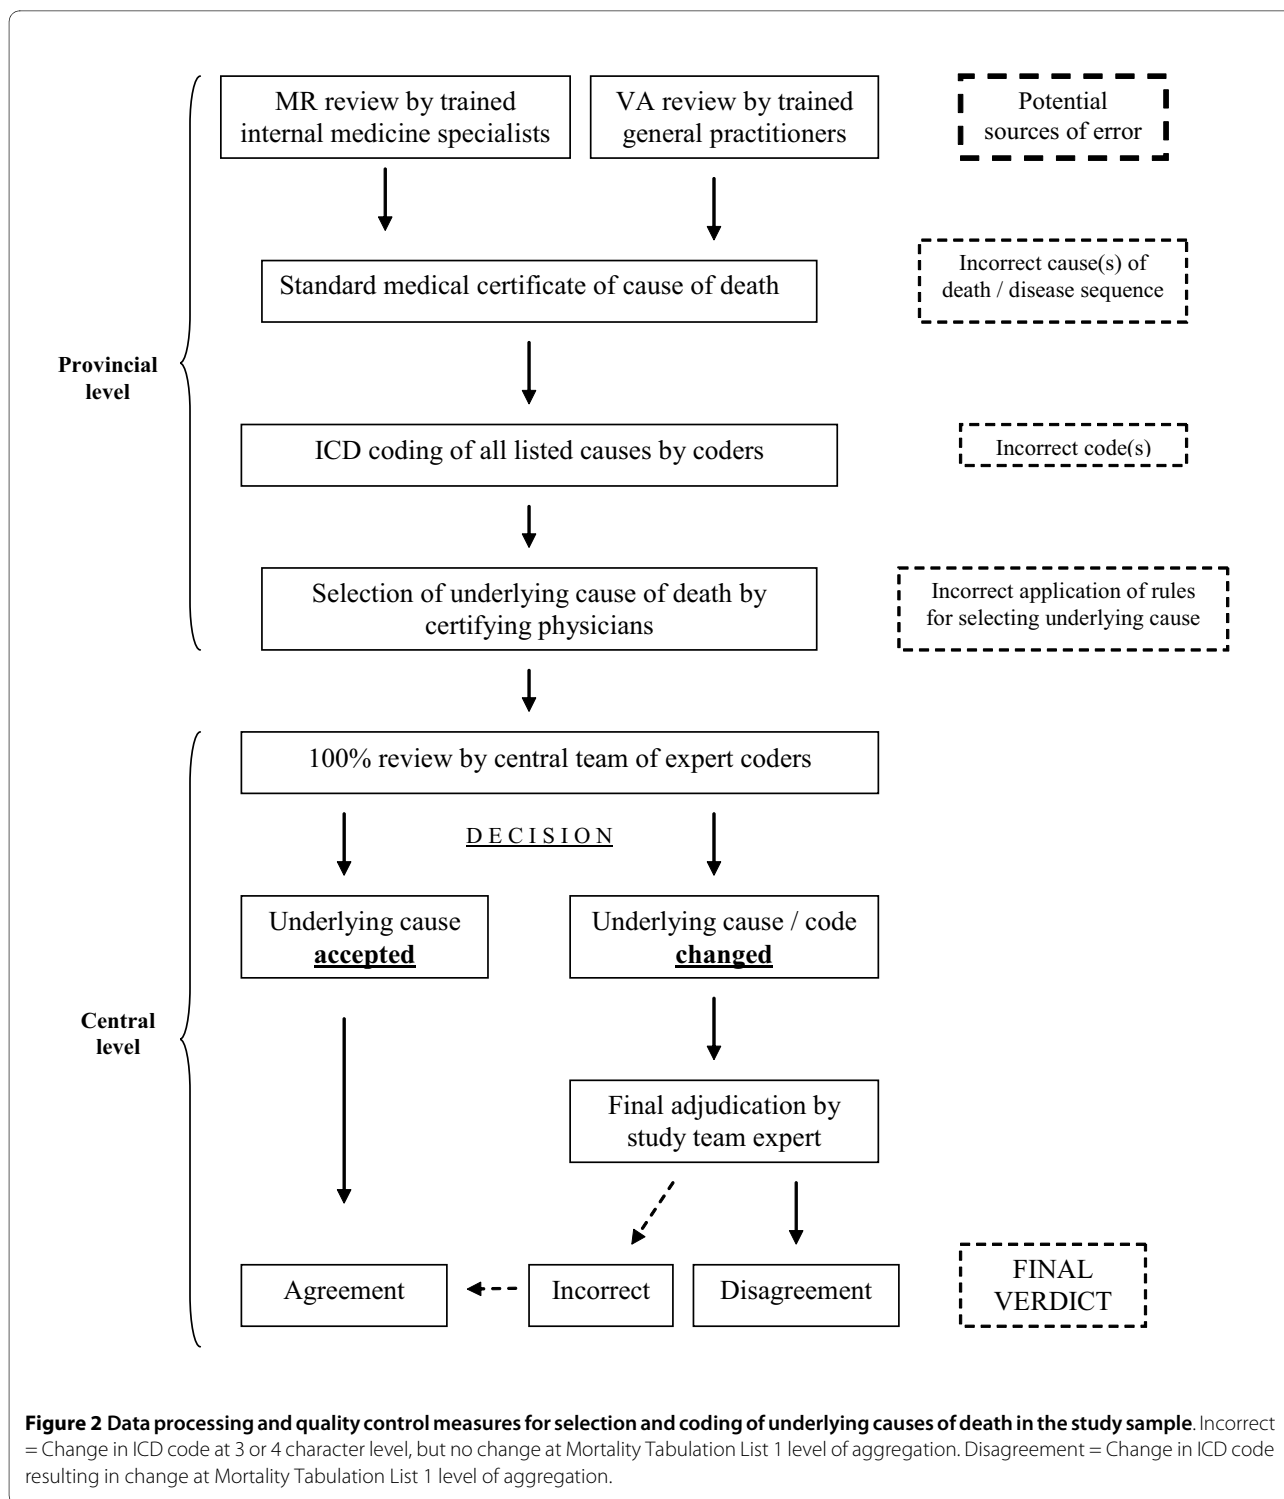 MR review by trained
internal medicine specialists
VA review by trained
general practitioners
Potential
sources of error
Standard medical certificate of cause of death
Incorrect cause(s) of
death / disease sequence
Provincial
level
ICD coding of all listed causes by coders
Incorrect code(s)
Selection of underlying cause of death by
certifying physicians
Incorrect application of rules
for selecting underlying cause
100% review by central team of expert coders
D E C I S I O N
Underlying cause
accepted
Underlying cause / code
changed
Central
level
Final adjudication by
study team expert
Agreement
Incorrect
Disagreement
FINAL
VERDICT
Figure 2 Data processing and quality control measures for selection and coding of underlying causes of death in the study sample. Incorrect
= Change in ICD code at 3 or 4 character level, but no change at Mortality Tabulation List 1 level of aggregation. Disagreement = Change in ICD code
resulting in change at Mortality Tabulation List 1 level of aggregation.